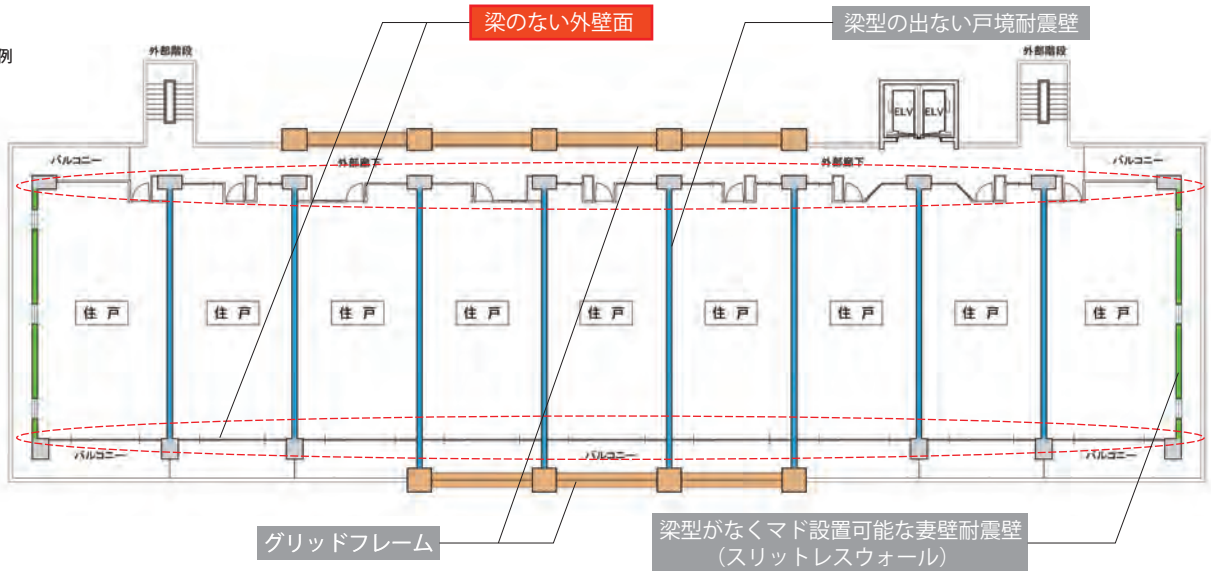 梁のない外壁面
梁型の出ない戸境耐震壁
例
外部階段
外部階段
ELV
ELV
バルコニー
外部廊下
外部廊下
バルコニー
住戸
住戸
住戸
住戸
住戸
住戸
住戸
住戸
住戸
バルコニー
バルコニー
バルコニー
グリッドフレーム
梁型がなくマド設置可能な妻壁耐震壁
（スリットレスウォール）